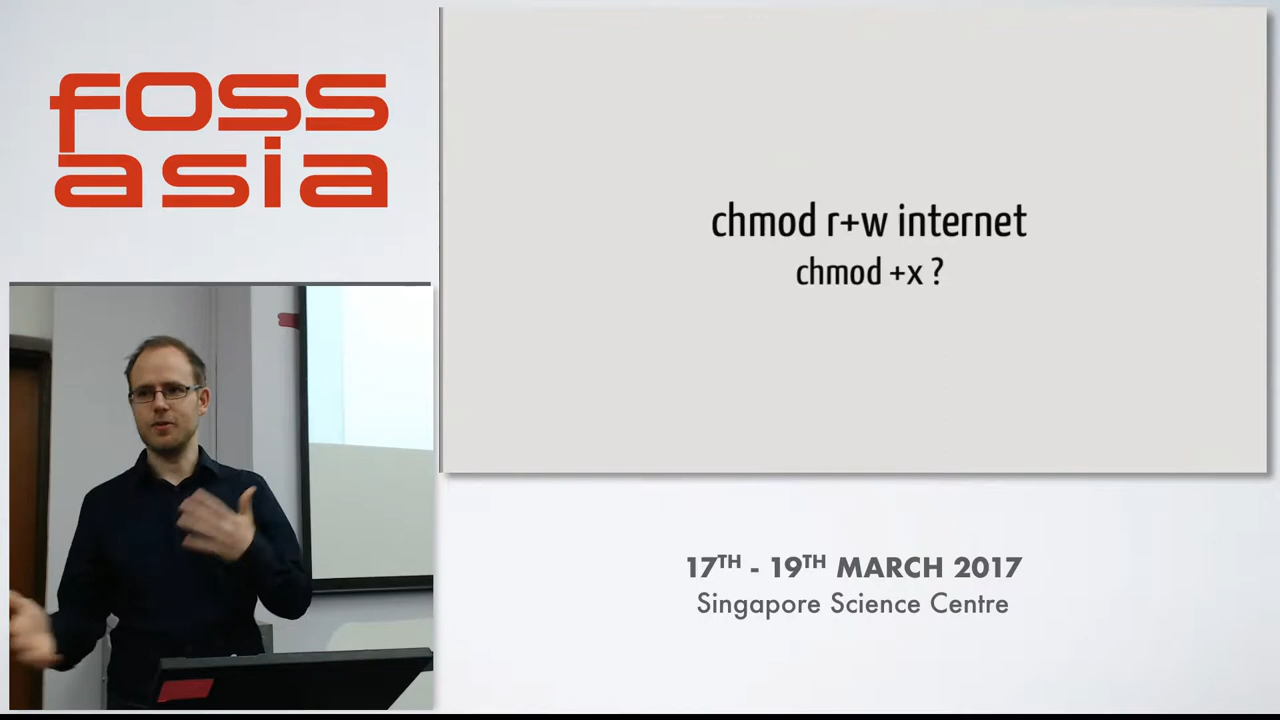 foss
asia
chmod r+w internet
chmod +x ?
17TH - 19TH MARCH 2017
Singapore Science Centre